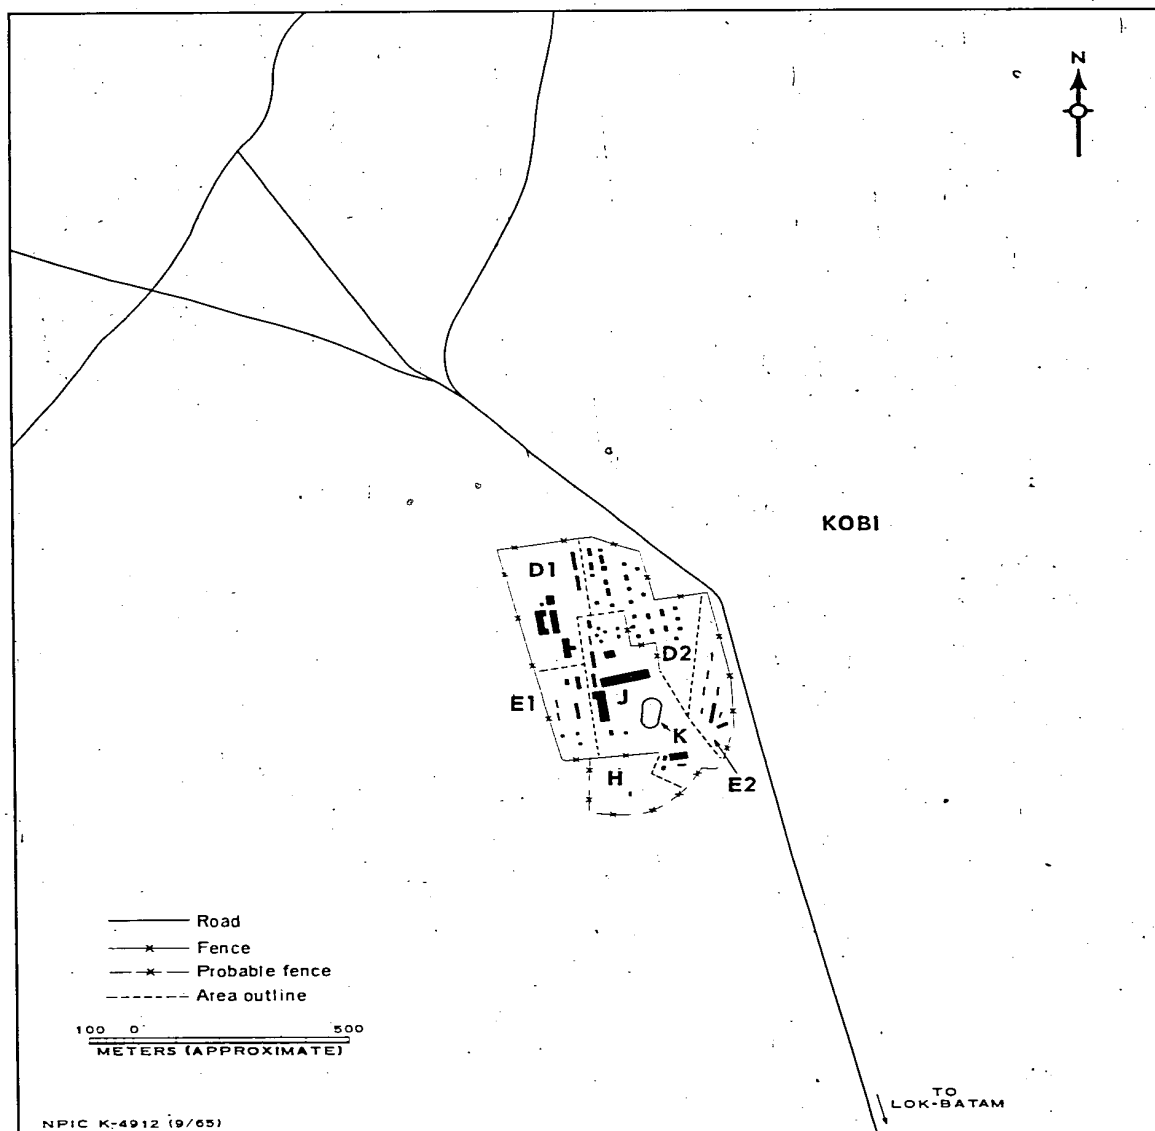 N
KOBI
D1
D2
E1
J
K
H
E2
Road
Fence
Probable fence
Area outline
100 0 500
METERS (APPROXIMATE)
TO
LOK-BATAM
NPIC K-4912 (9/65)